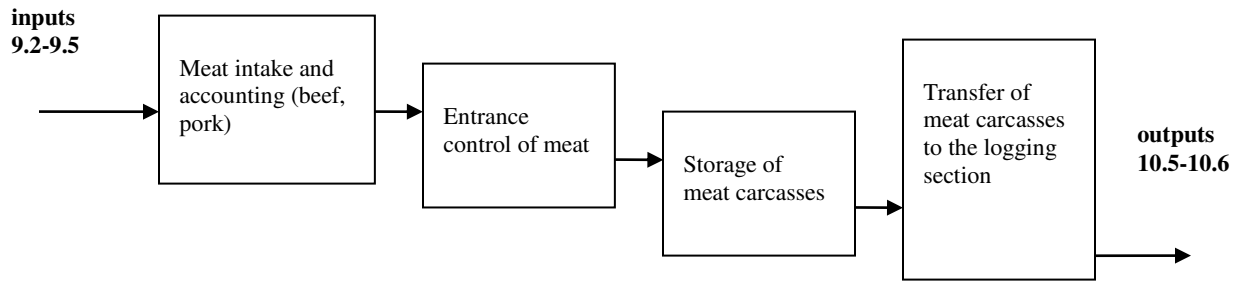 inputs
9.2-9.5
Meat intake and
accounting (beef,
pork)
Entrance
control of meat
Storage of
meat carcasses
Transfer of
meat carcasses
to the logging
section
outputs
10.5-10.6